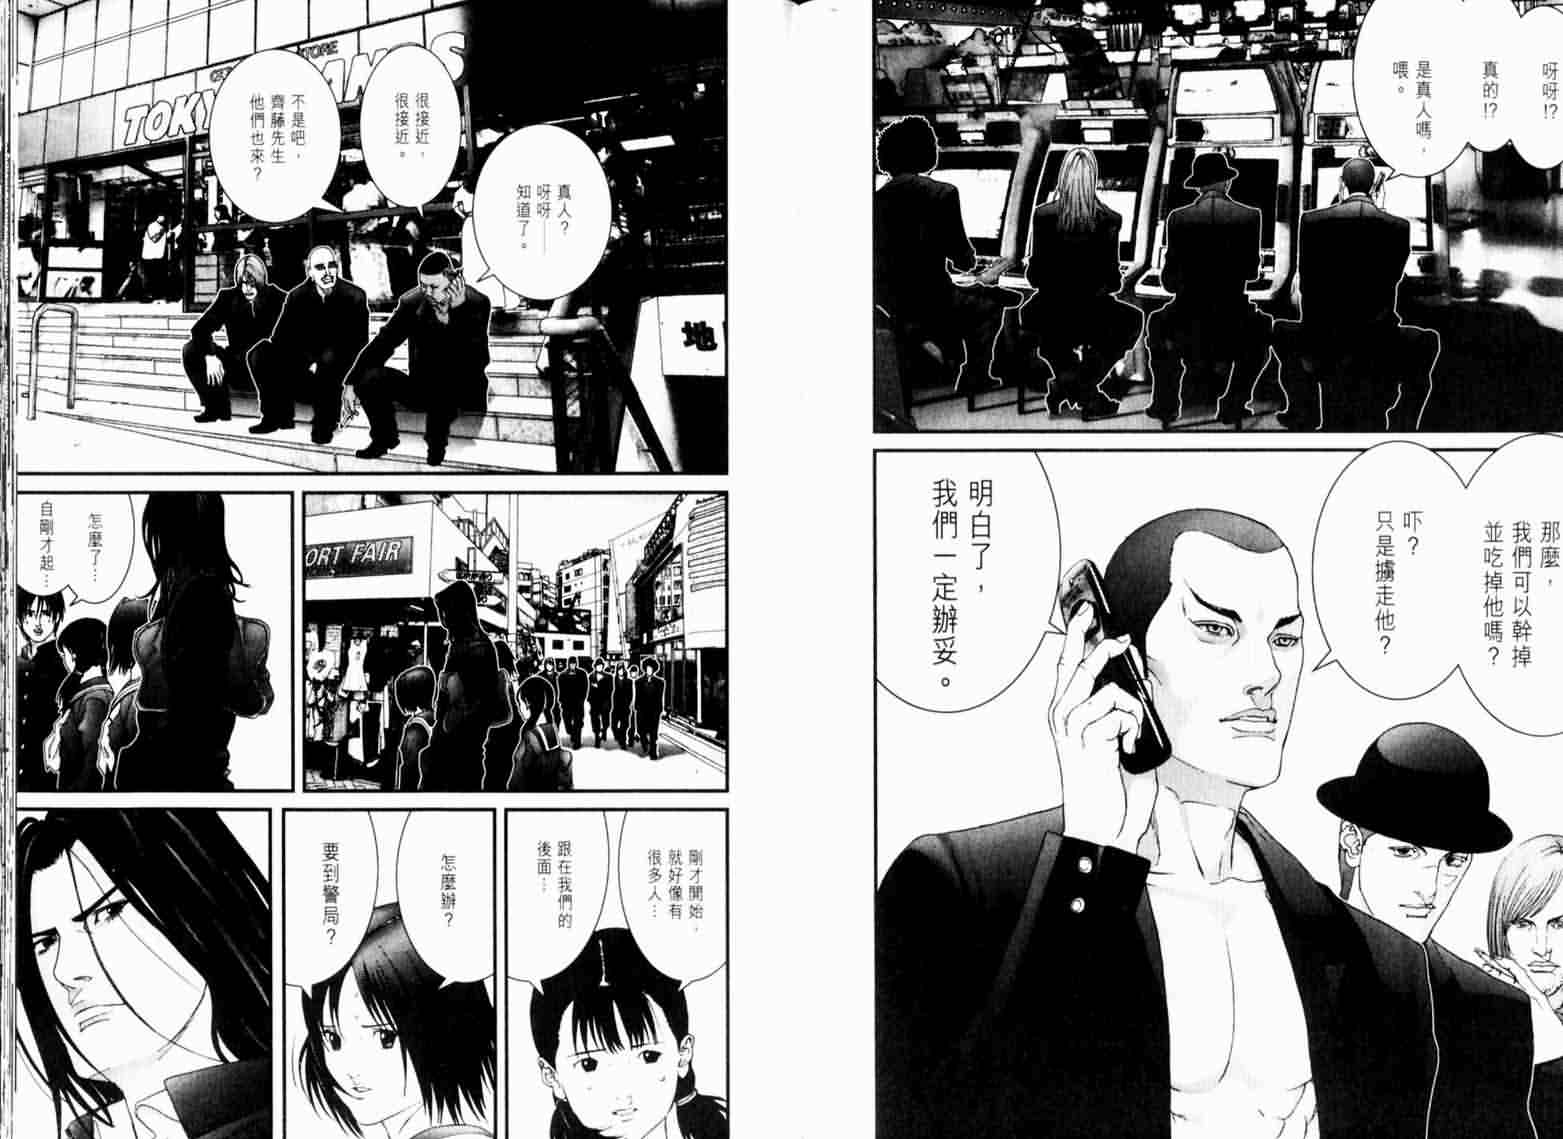 呀呀!?
真的!?
是真人嗎,
喂。
那麼,
我們可以幹掉
並吃掉他嗎?
吓?
只是擄走他?
明白了,
我們一定辦妥。
STORE
TOKY
真人?
呀呀——
知道了。
很接近,
很接近。
不是吧,
齊藤先生
他們也來?
地
ORT FAIR
怎麼了…
自剛才起…
剛才開始,
就好像有
很多人…
跟在我們的
後面…
怎麼辦?
要到警局?